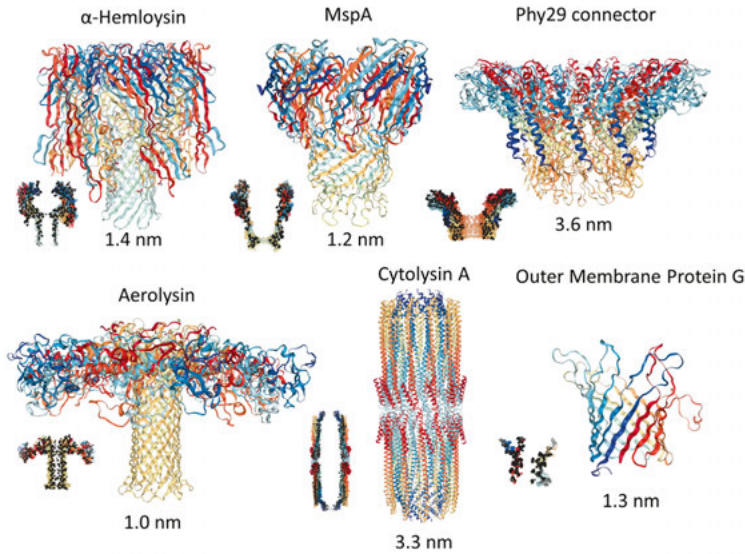 α-Hemloysin
MspA
Phy29 connector
1.4 nm
1.2 nm
3.6 nm
Aerolysin
Cytolysin A
Outer Membrane Protein G
1.0 nm
3.3 nm
1.3 nm